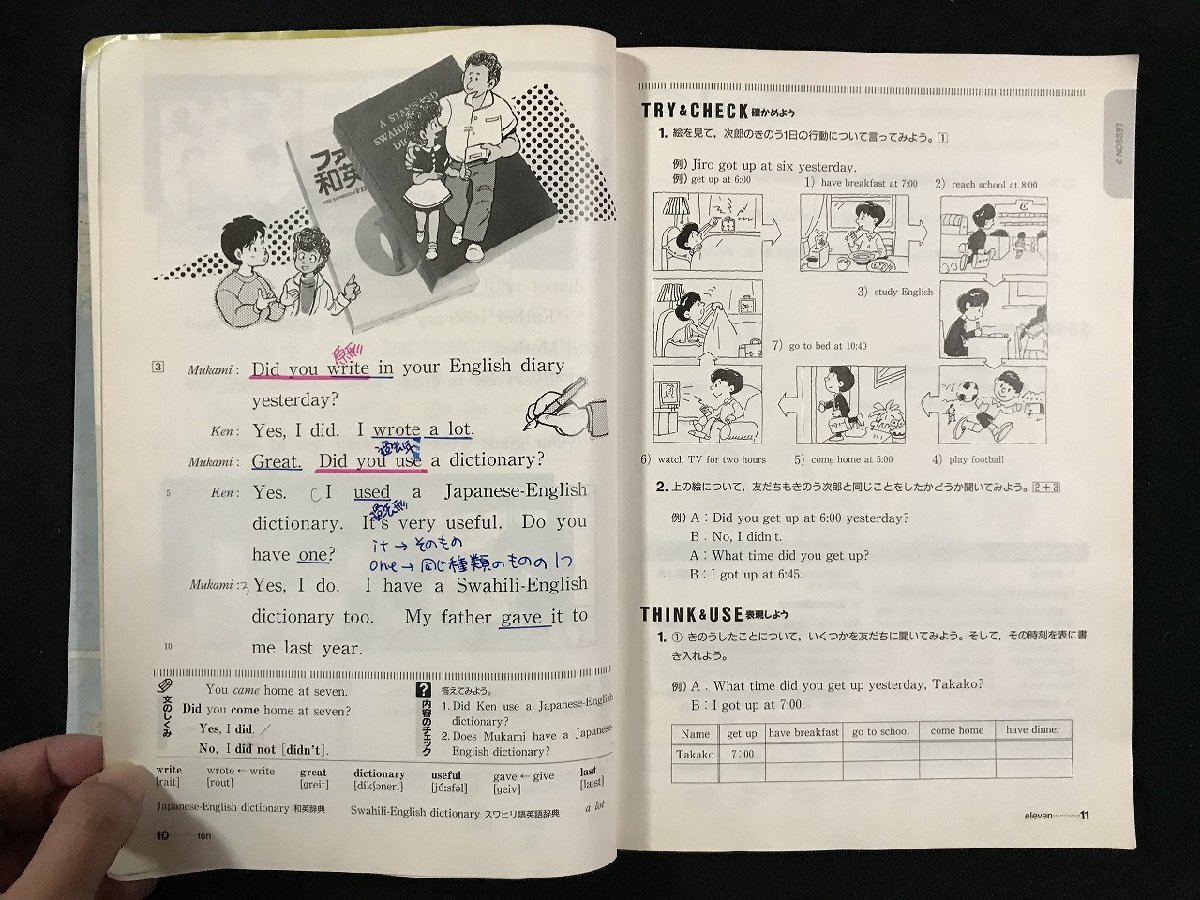 A STANDARD
SWAHILI
ファ
和英
3
原形
Mukami: Did you write in your English diary
yesterday?
Ken: Yes, I did. I wrote a lot.
Mukami: Great. Did you use a dictionary?
5 Ken: Yes. I used a Japanese-English
過去形
dictionary. It's very useful. Do you
it → そのもの
have one?
one → 同じ種類のものの1つ
Mukami: Yes, I do. I have a Swahili-English
dictionary too. My father gave it to
10 me last year.
文のしくみ
You came home at seven.
Did you come home at seven?
Yes, I did.
No, I did not [didn't].
? 内容のチェック
答えてみよう。
1. Did Ken use a Japanese-English
dictionary?
2. Does Mukami have a Japanese-
English dictionary?
write wrote ← write great dictionary useful gave ← give last
[rait] [rout] [læst]
Japanese-English dictionary 和英辞典 Swahili-English dictionary スワヒリ語英語辞典 a lot
10 ten
LESSON 2
TRY & CHECK 確かめよう
1. 絵を見て，次郎のきのう1日の行動について言ってみよう。1
例) Jiro got up at six yesterday.
例) get up at 6:00
1) have breakfast at 7:00
2) reach school at 8:00
3) study English
7) go to bed at 10:40
6) watch TV for two hours
5) come home at 5:00
4) play football
2. 上の絵について，友だちもきのう次郎と同じことをしたかどうか聞いてみよう。2+3
例) A : Did you get up at 6:00 yesterday?
B : No, I didn't.
A : What time did you get up?
B : I got up at 6:45.
THINK & USE 表現しよう
1. ① きのうしたことについて，いくつかを友だちに聞いてみよう。そして，その時刻を表に書
き入れよう。
例) A : What time did you get up yesterday, Takako?
B : I got up at 7:00.
Name get up have breakfast go to school come home have dinner
Takako 7:00
eleven 11